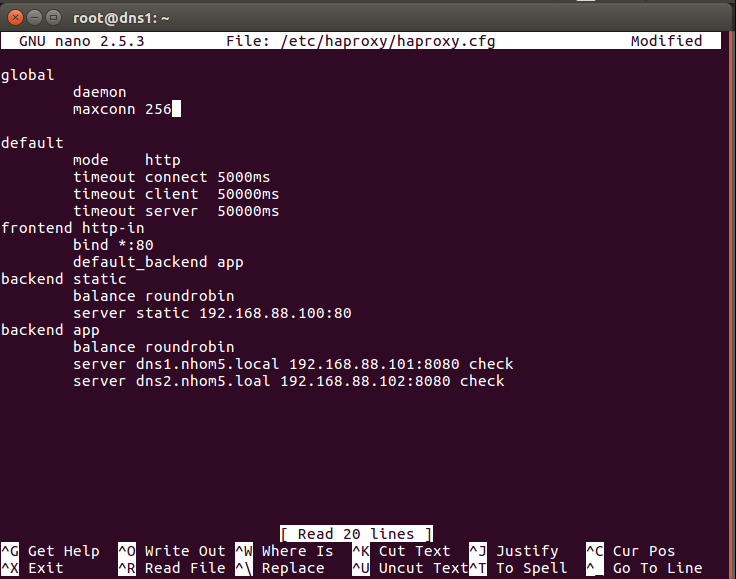 root@dns1: ~
GNU nano 2.5.3 File: /etc/haproxy/haproxy.cfg Modified
global
daemon
maxconn 256
default
mode http
timeout connect 5000ms
timeout client 50000ms
timeout server 50000ms
frontend http-in
bind *:80
default_backend app
backend static
balance roundrobin
server static 192.168.88.100:80
backend app
balance roundrobin
server dns1.nhom5.local 192.168.88.101:8080 check
server dns2.nhom5.loal 192.168.88.102:8080 check
[ Read 20 lines ]
^G Get Help ^O Write Out ^W Where Is ^K Cut Text ^J Justify ^C Cur Pos
^X Exit ^R Read File ^\ Replace ^U Uncut Text ^T To Spell ^_ Go To Line